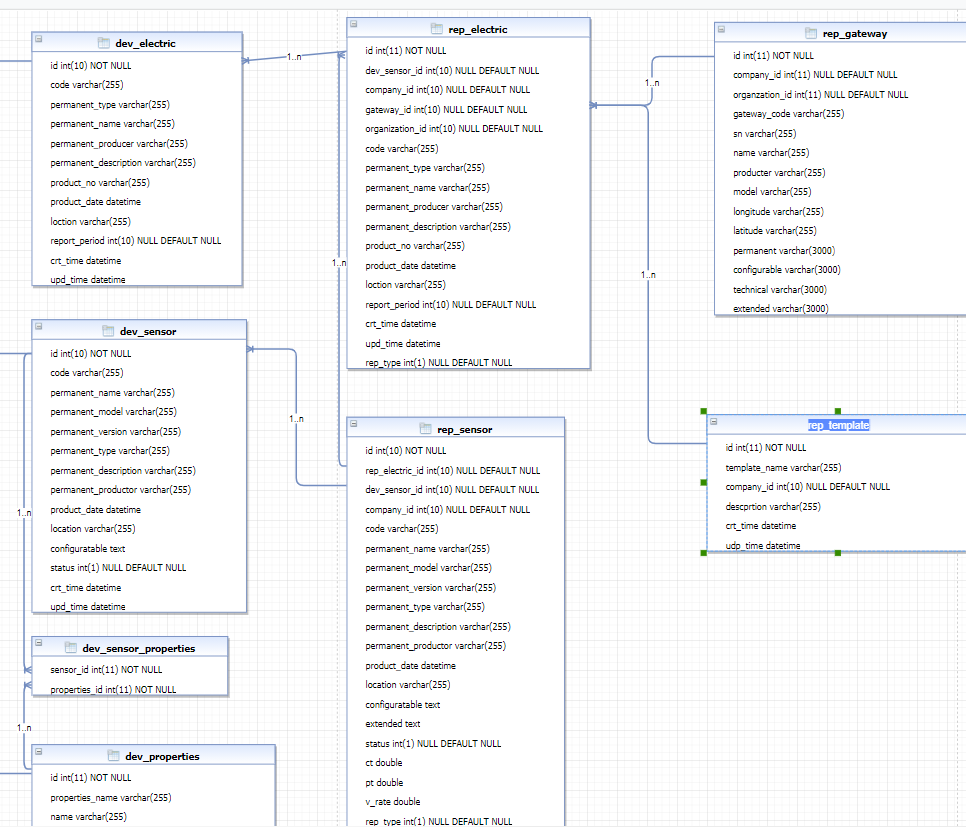 dev_electric
id int(10) NOT NULL
code varchar(255)
permanent_type varchar(255)
permanent_name varchar(255)
permanent_producer varchar(255)
permanent_description varchar(255)
product_no varchar(255)
product_date datetime
loction varchar(255)
report_period int(10) NULL DEFAULT NULL
crt_time datetime
upd_time datetime
1..n
rep_electric
id int(11) NOT NULL
dev_sensor_id int(10) NULL DEFAULT NULL
company_id int(10) NULL DEFAULT NULL
gateway_id int(10) NULL DEFAULT NULL
organization_id int(10) NULL DEFAULT NULL
code varchar(255)
permanent_type varchar(255)
permanent_name varchar(255)
permanent_producer varchar(255)
permanent_description varchar(255)
product_no varchar(255)
product_date datetime
loction varchar(255)
report_period int(10) NULL DEFAULT NULL
crt_time datetime
upd_time datetime
rep_type int(1) NULL DEFAULT NULL
1..n
1..n
1..n
rep_gateway
id int(11) NOT NULL
company_id int(11) NULL DEFAULT NULL
organzation_id int(11) NULL DEFAULT NULL
gateway_code varchar(255)
sn varchar(255)
name varchar(255)
producter varchar(255)
model varchar(255)
longitude varchar(255)
latitude varchar(255)
permanent varchar(3000)
configurable varchar(3000)
technical varchar(3000)
extended varchar(3000)
dev_sensor
id int(10) NOT NULL
code varchar(255)
permanent_name varchar(255)
permanent_model varchar(255)
permanent_version varchar(255)
permanent_type varchar(255)
permanent_description varchar(255)
permanent_productor varchar(255)
product_date datetime
location varchar(255)
configuratable text
status int(1) NULL DEFAULT NULL
crt_time datetime
upd_time datetime
1..n
1..n
rep_sensor
id int(10) NOT NULL
rep_electric_id int(10) NULL DEFAULT NULL
dev_sensor_id int(10) NULL DEFAULT NULL
company_id int(10) NULL DEFAULT NULL
code varchar(255)
permanent_name varchar(255)
permanent_model varchar(255)
permanent_version varchar(255)
permanent_type varchar(255)
permanent_description varchar(255)
permanent_productor varchar(255)
product_date datetime
location varchar(255)
configuratable text
extended text
status int(1) NULL DEFAULT NULL
ct double
pt double
v_rate double
rep_type int(1) NULL DEFAULT NULL
rep_template
id int(11) NOT NULL
template_name varchar(255)
company_id int(10) NULL DEFAULT NULL
descprtion varchar(255)
crt_time datetime
udp_time datetime
dev_sensor_properties
sensor_id int(11) NOT NULL
properties_id int(11) NOT NULL
1..n
dev_properties
id int(11) NOT NULL
properties_name varchar(255)
name varchar(255)